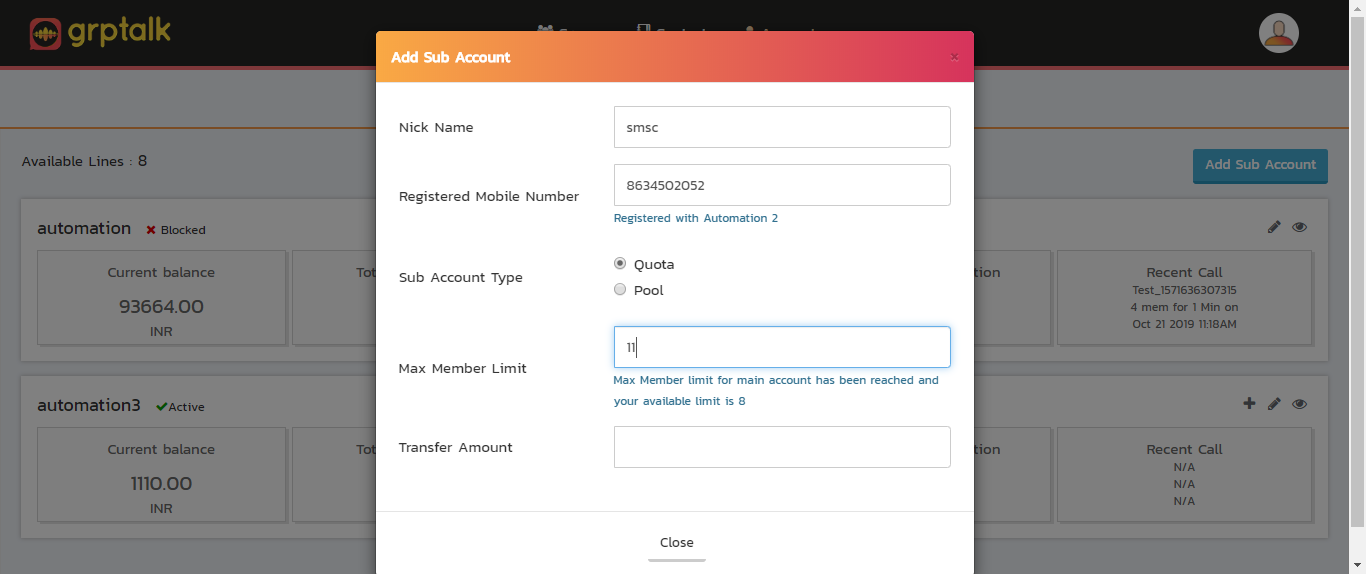 grptalk
Add Sub Account
×
Nick Name
smsc
Available Lines : 8
Add Sub Account
Registered Mobile Number
8634502052
Registered with Automation 2
automation
Blocked
Current balance
93664.00
INR
Recent Call
Test_1571636307315
4 mem for 1 Min on
Oct 21 2019 11:18AM
Sub Account Type
Quota
Pool
Max Member Limit
11
Max Member limit for main account has been reached and
your available limit is 8
automation3
Active
Current balance
1110.00
INR
Recent Call
N/A
N/A
N/A
Transfer Amount
Close